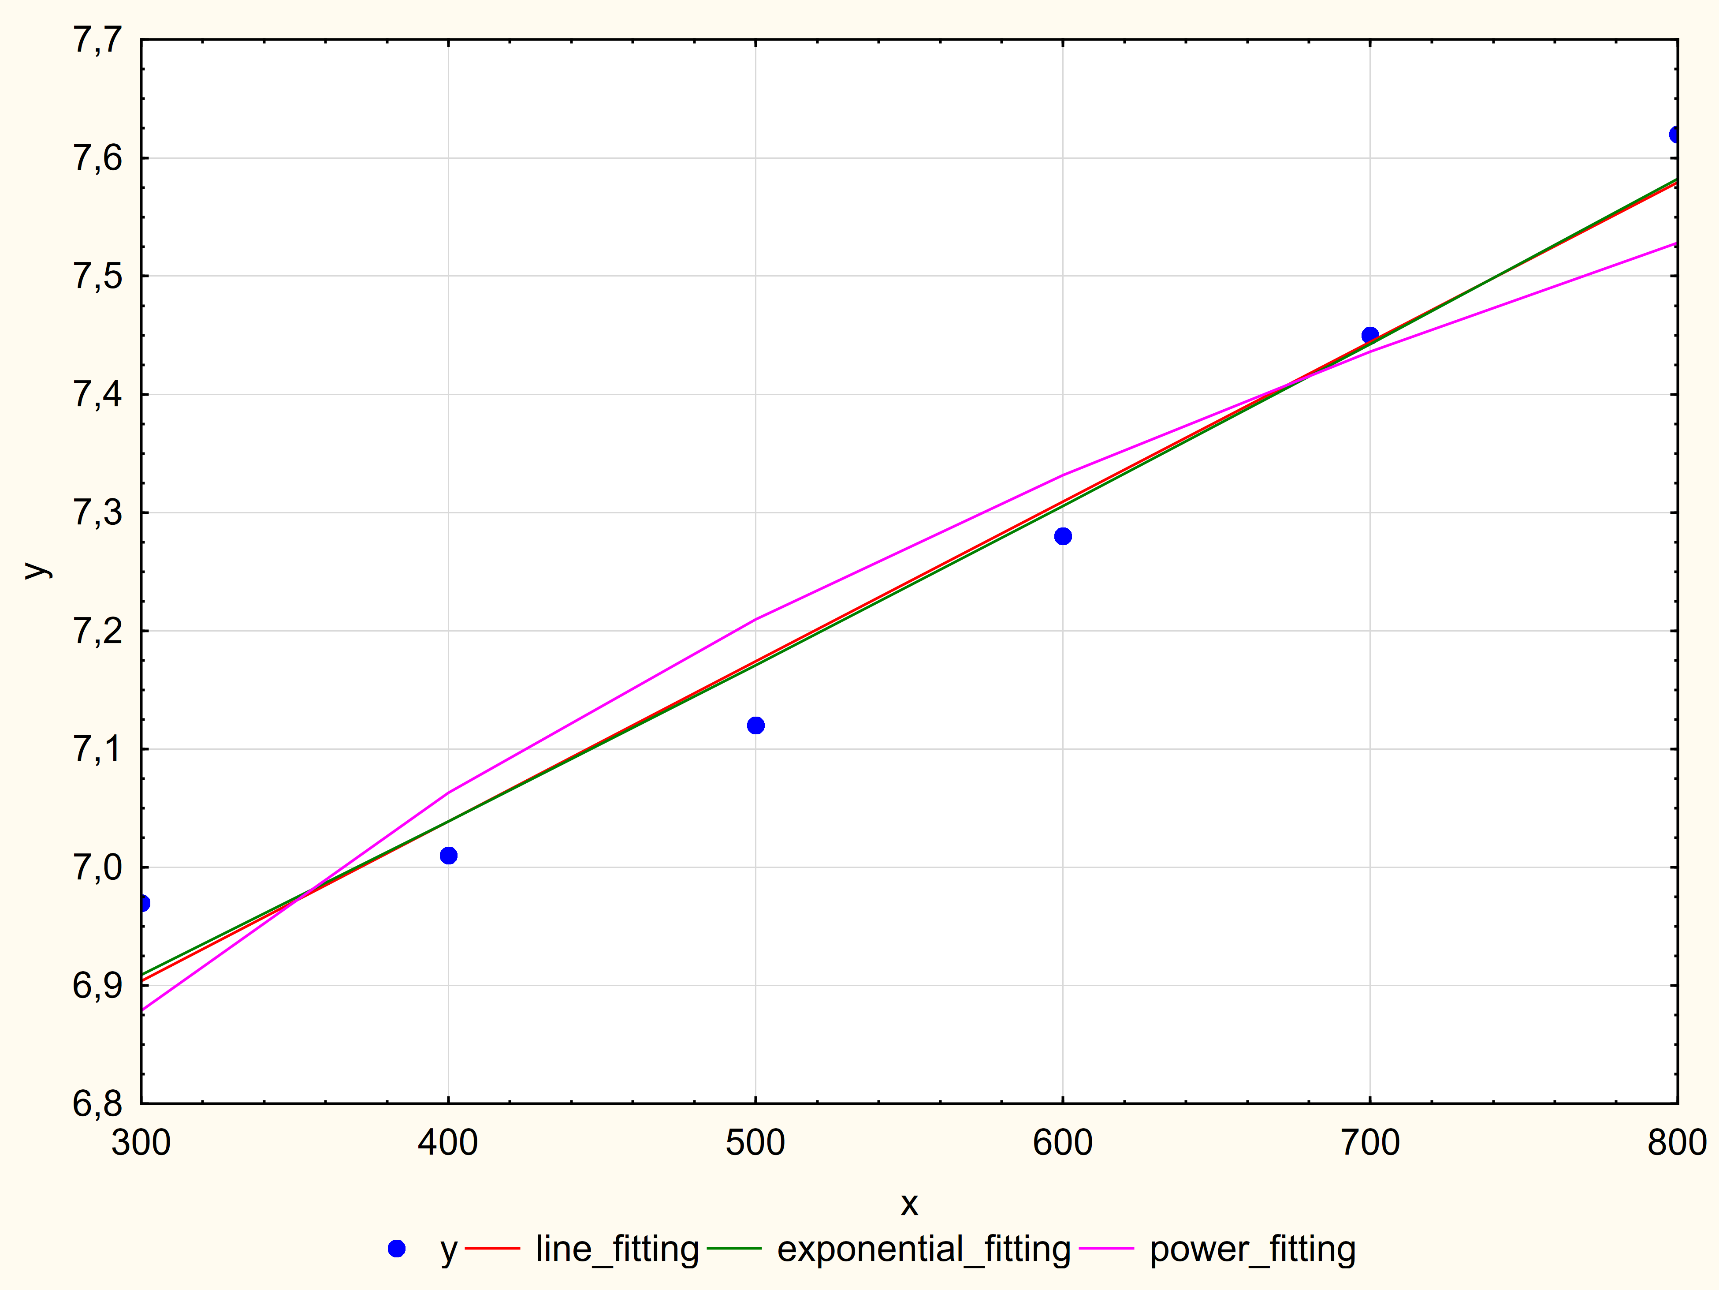 7,7
7,6
7,5
7,4
7,3
7,2
7,1
7,0
6,9
6,8
y
300 400 500 600 700 800
x
y line_fitting exponential_fitting power_fitting